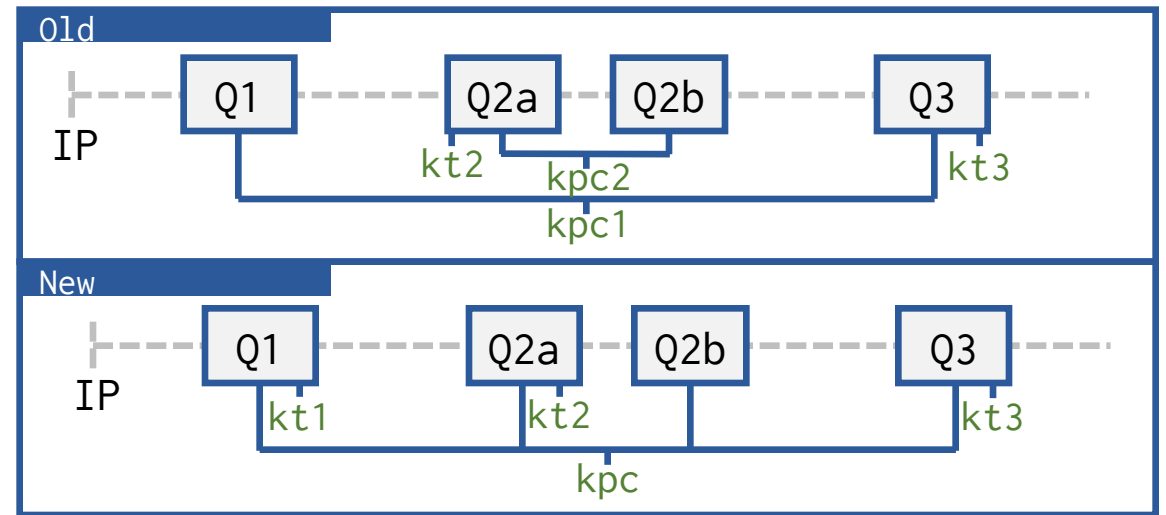 Old
Q1 Q2a Q2b Q3
IP
kt2 kpc2 kt3
kpc1
New
Q1 Q2a Q2b Q3
IP
kt1 kt2 kt3
kpc